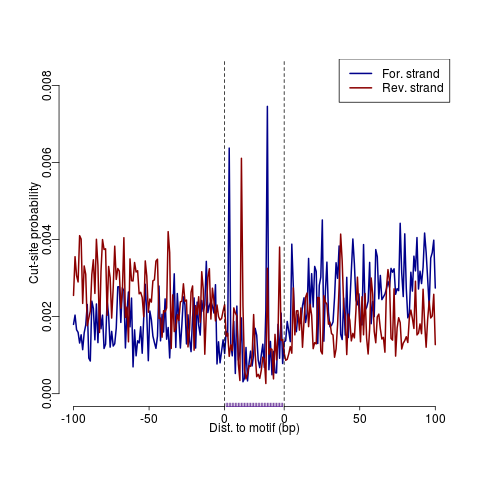 For. strand
Rev. strand
Cut-site probability
0.008
0.006
0.004
0.002
0.000
-100 -50 0 0 50 100
Dist. to motif (bp)